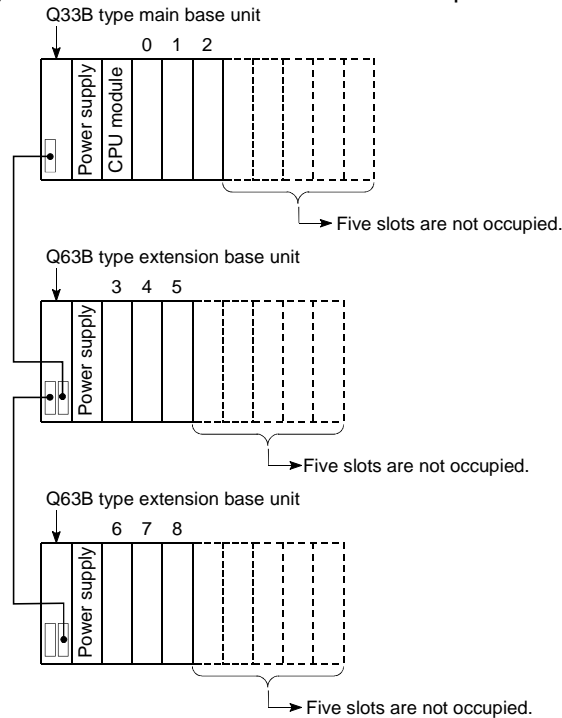 Q33B type main base unit
0 1 2
Power supply
CPU module
Five slots are not occupied.
Q63B type extension base unit
3 4 5
Power supply
Five slots are not occupied.
Q63B type extension base unit
6 7 8
Power supply
Five slots are not occupied.